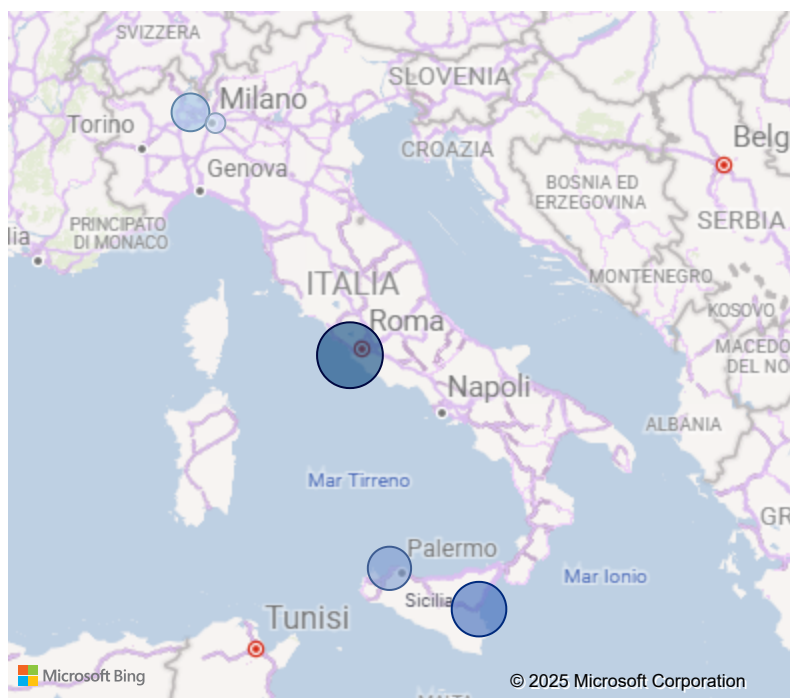 SVIZZERA
SLOVENIA
Milano
Torino
Belg
CROAZIA
Genova
BOSNIA ED
ERZEGOVINA
PRINCIPATO
DI MONACO
lia
SERBIA
ITALIA
MONTENEGRO
KOSOVO
Roma
MACEDO
DEL NO
Napoli
ALBANIA
Mar Tirreno
GR
Palermo
Mar Ionio
Sicilia
Tunisi
Microsoft Bing
© 2025 Microsoft Corporation